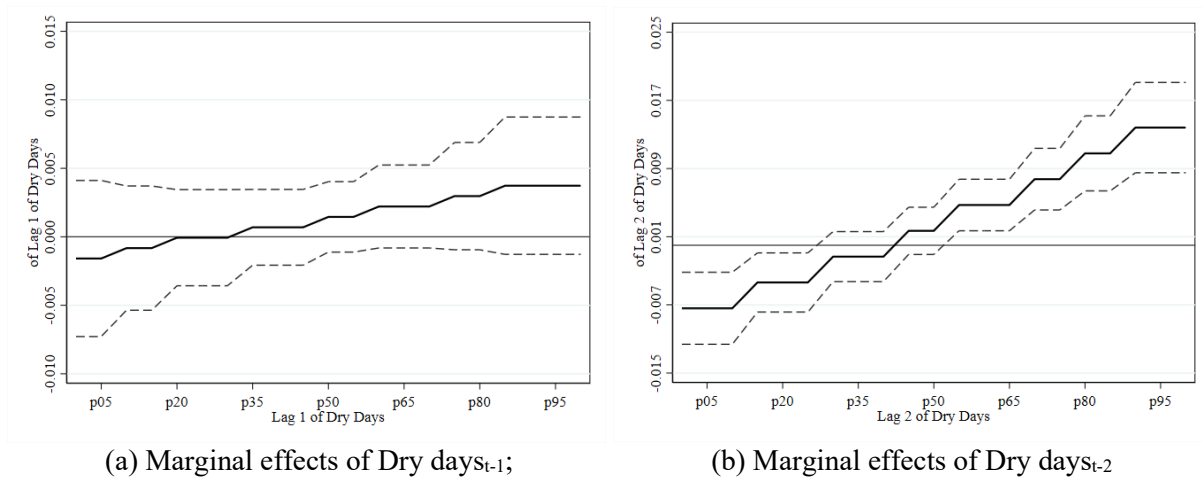 0.015
0.010
0.005
0.000
-0.005
-0.010
of Lag 1 of Dry Days
p05 p20 p35 p50 p65 p80 p95
Lag 1 of Dry Days
0.025
0.017
0.009
0.001
-0.007
-0.015
of Lag 2 of Dry Days
p05 p20 p35 p50 p65 p80 p95
Lag 2 of Dry Days
(a) Marginal effects of Dry dayst-1;
(b) Marginal effects of Dry dayst-2